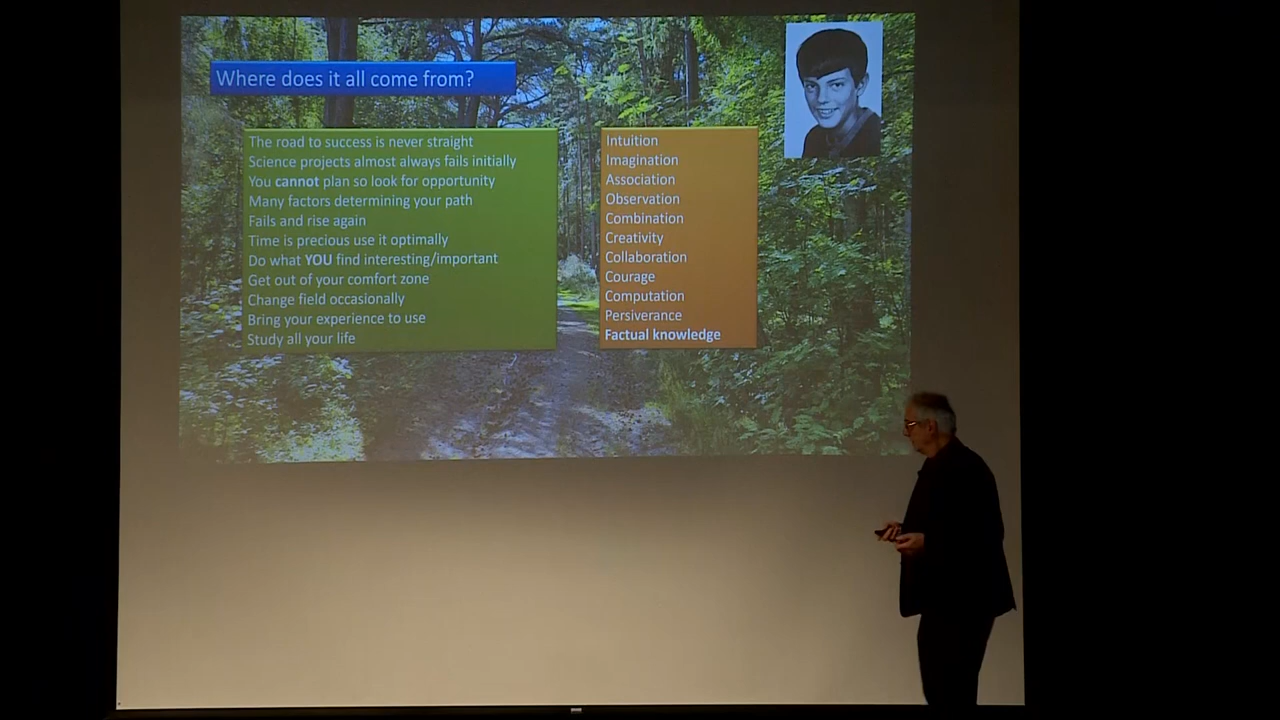 Where does it all come from?
The road to success is never straight
Science projects almost always fails initially
You cannot plan so look for opportunity
Many factors determining your path
Fails and rise again
Time is precious use it optimally
Do what YOU find interesting/important
Get out of your comfort zone
Change field occasionally
Bring your experience to use
Study all your life
Intuition
Imagination
Association
Observation
Combination
Creativity
Collaboration
Courage
Computation
Persiverance
Factual knowledge